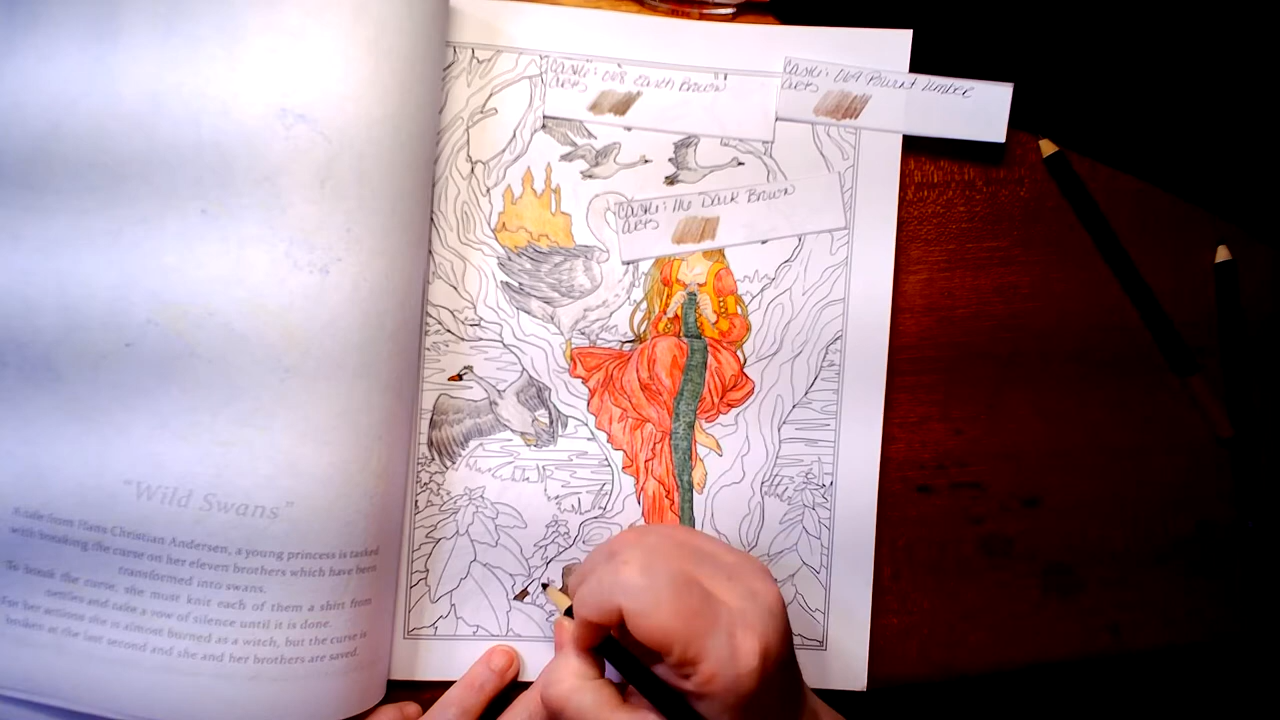 Castle: 068 Earth Brown
Arts
Castle: 069 Burnt Umber
Arts
Castle: 116 Dark Brown
Arts
"Wild Swans"
from Hans Christian Andersen, a young princess is tasked
with breaking the curse on her eleven brothers which have been
transformed into swans.
To break the curse, she must knit each of them a shirt from
nettles and take a vow of silence until it is done.
For her actions she is almost burned as a witch, but the curse is
broken at the last second and she and her brothers are saved.